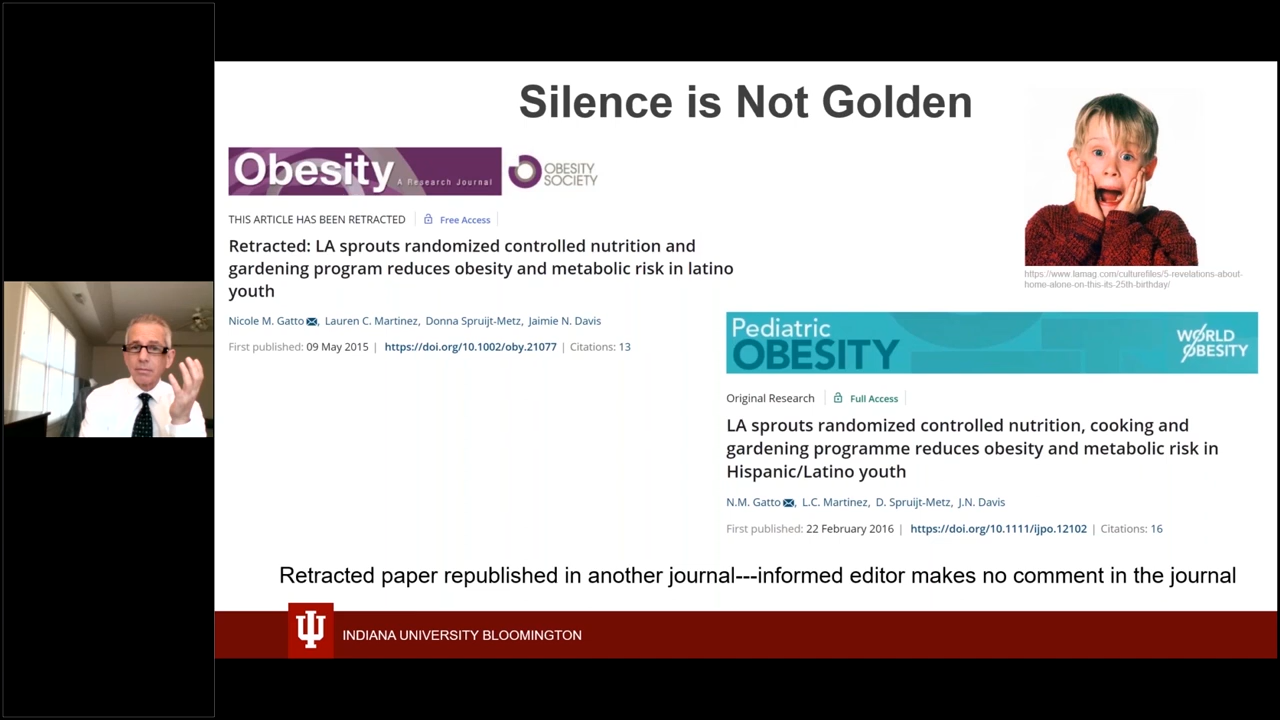 Silence is Not Golden
Obesity
A Research Journal
OBESITY
SOCIETY
THIS ARTICLE HAS BEEN RETRACTED
Free Access
Retracted: LA sprouts randomized controlled nutrition and
gardening program reduces obesity and metabolic risk in latino
youth
Nicole M. Gatto, Lauren C. Martinez, Donna Spruijt-Metz, Jaimie N. Davis
First published: 09 May 2015 | https://doi.org/10.1002/oby.21077 | Citations: 13
https://www.lamag.com/culturefiles/5-revelations-about-
home-alone-on-this-its-25th-birthday/
Pediatric
OBESITY
WORLD
OBESITY
Original Research
Full Access
LA sprouts randomized controlled nutrition, cooking and
gardening programme reduces obesity and metabolic risk in
Hispanic/Latino youth
N.M. Gatto, L.C. Martinez, D. Spruijt-Metz, J.N. Davis
First published: 22 February 2016 | https://doi.org/10.1111/ijpo.12102 | Citations: 16
Retracted paper republished in another journal---informed editor makes no comment in the journal
INDIANA UNIVERSITY BLOOMINGTON